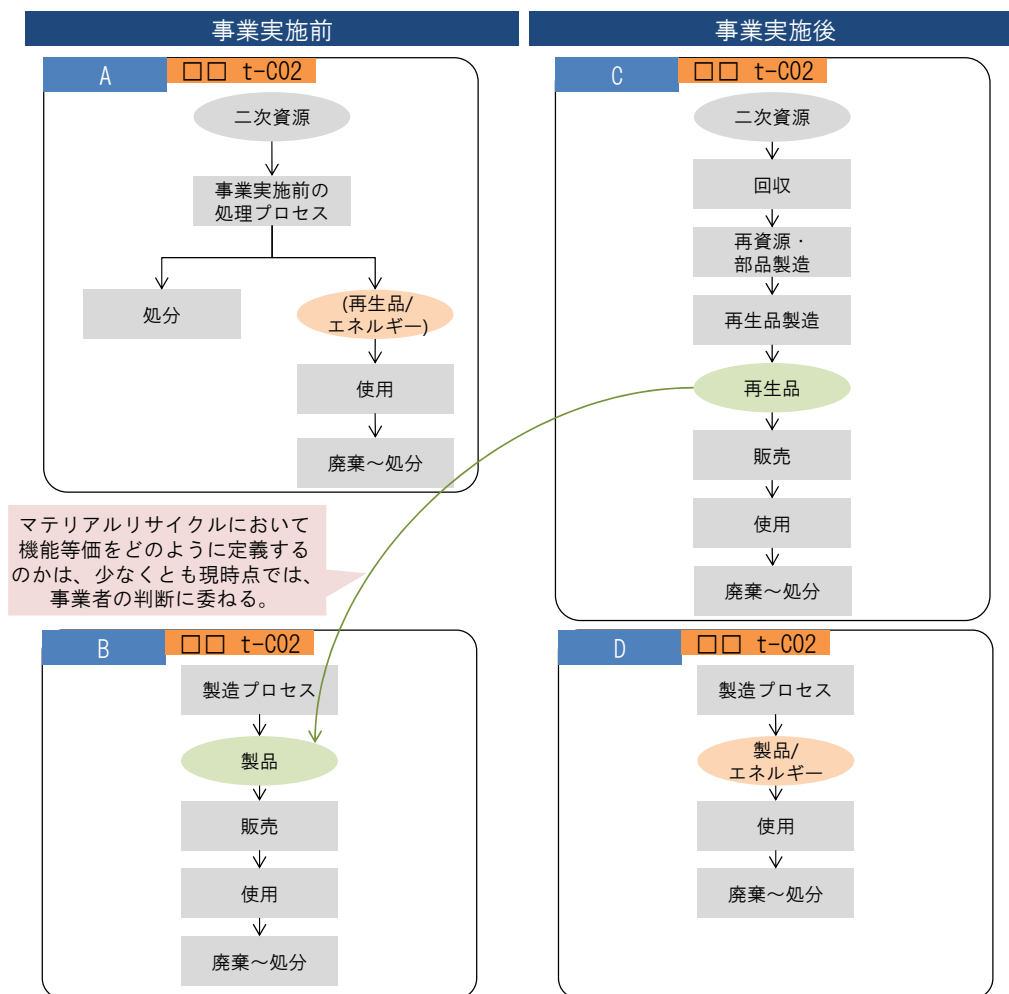 事業実施前
事業実施後
A
□□ t-CO2
二次資源
事業実施前の
処理プロセス
処分
(再生品/
エネルギー)
使用
廃棄～処分
C
□□ t-CO2
二次資源
回収
再資源・
部品製造
再生品製造
再生品
販売
使用
廃棄～処分
マテリアルリサイクルにおいて
機能等価をどのように定義する
のかは、少なくとも現時点では、
事業者の判断に委ねる。
B
□□ t-CO2
製造プロセス
製品
販売
使用
廃棄～処分
D
□□ t-CO2
製造プロセス
製品/
エネルギー
使用
廃棄～処分